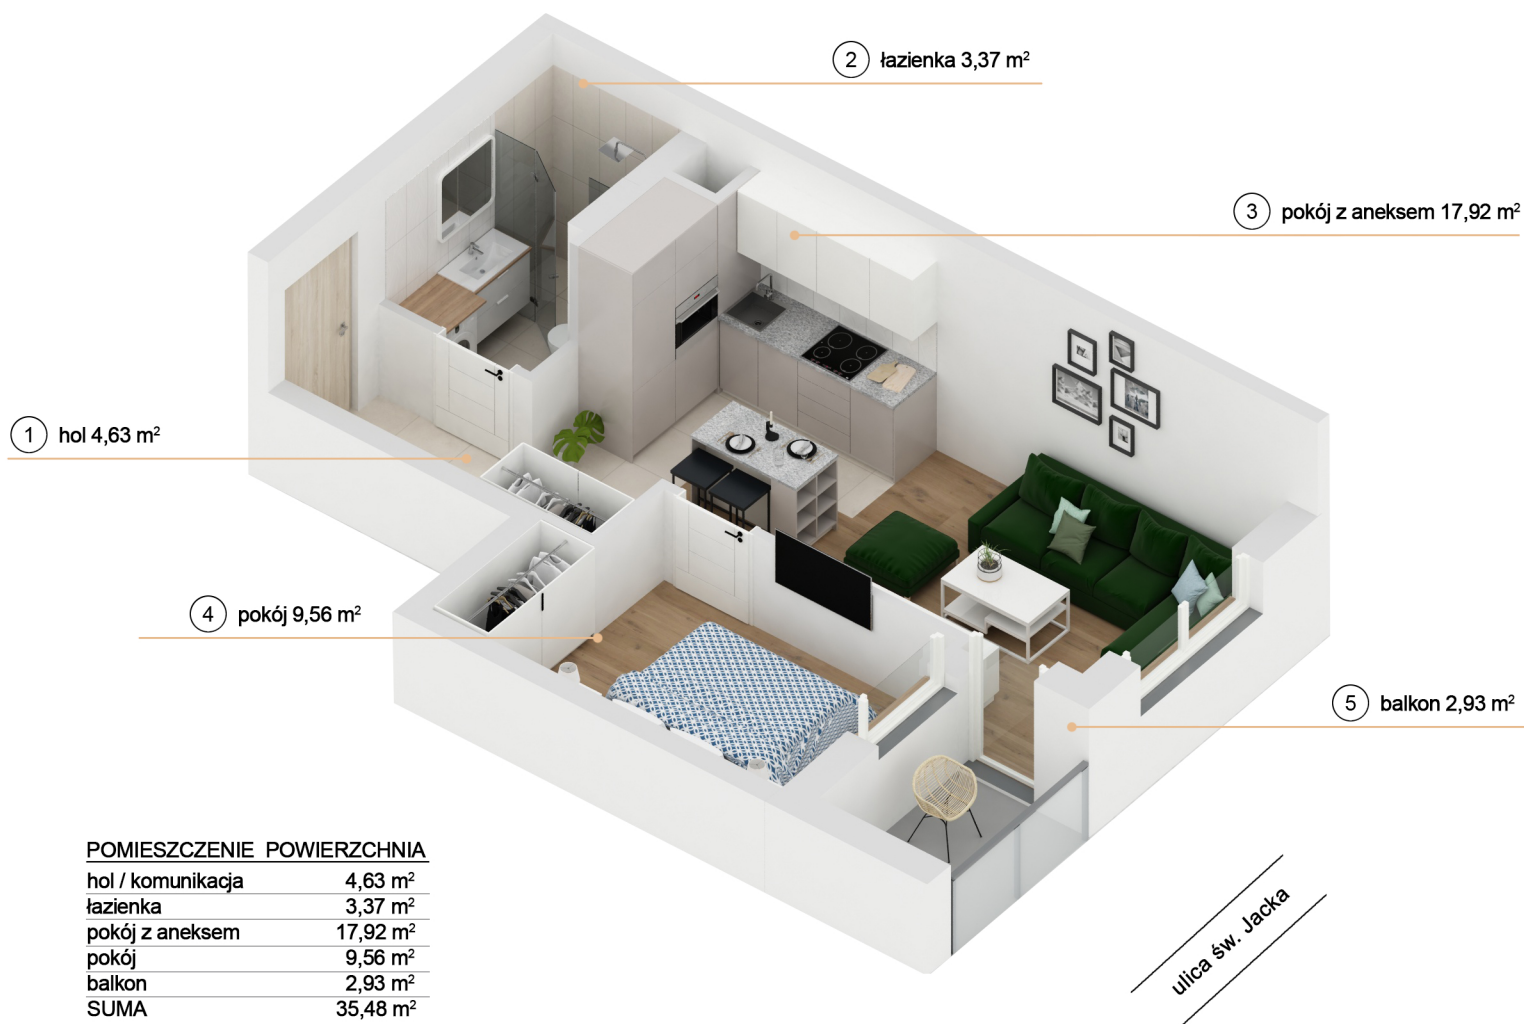 2 łazienka 3,37 m²
3 pokój z aneksem 17,92 m²
1 hol 4,63 m²
4 pokój 9,56 m²
5 balkon 2,93 m²
POMIESZCZENIE POWIERZCHNIA
hol / komunikacja 4,63 m²
łazienka 3,37 m²
pokój z aneksem 17,92 m²
pokój 9,56 m²
balkon 2,93 m²
SUMA 35,48 m²
ulica św. Jacka